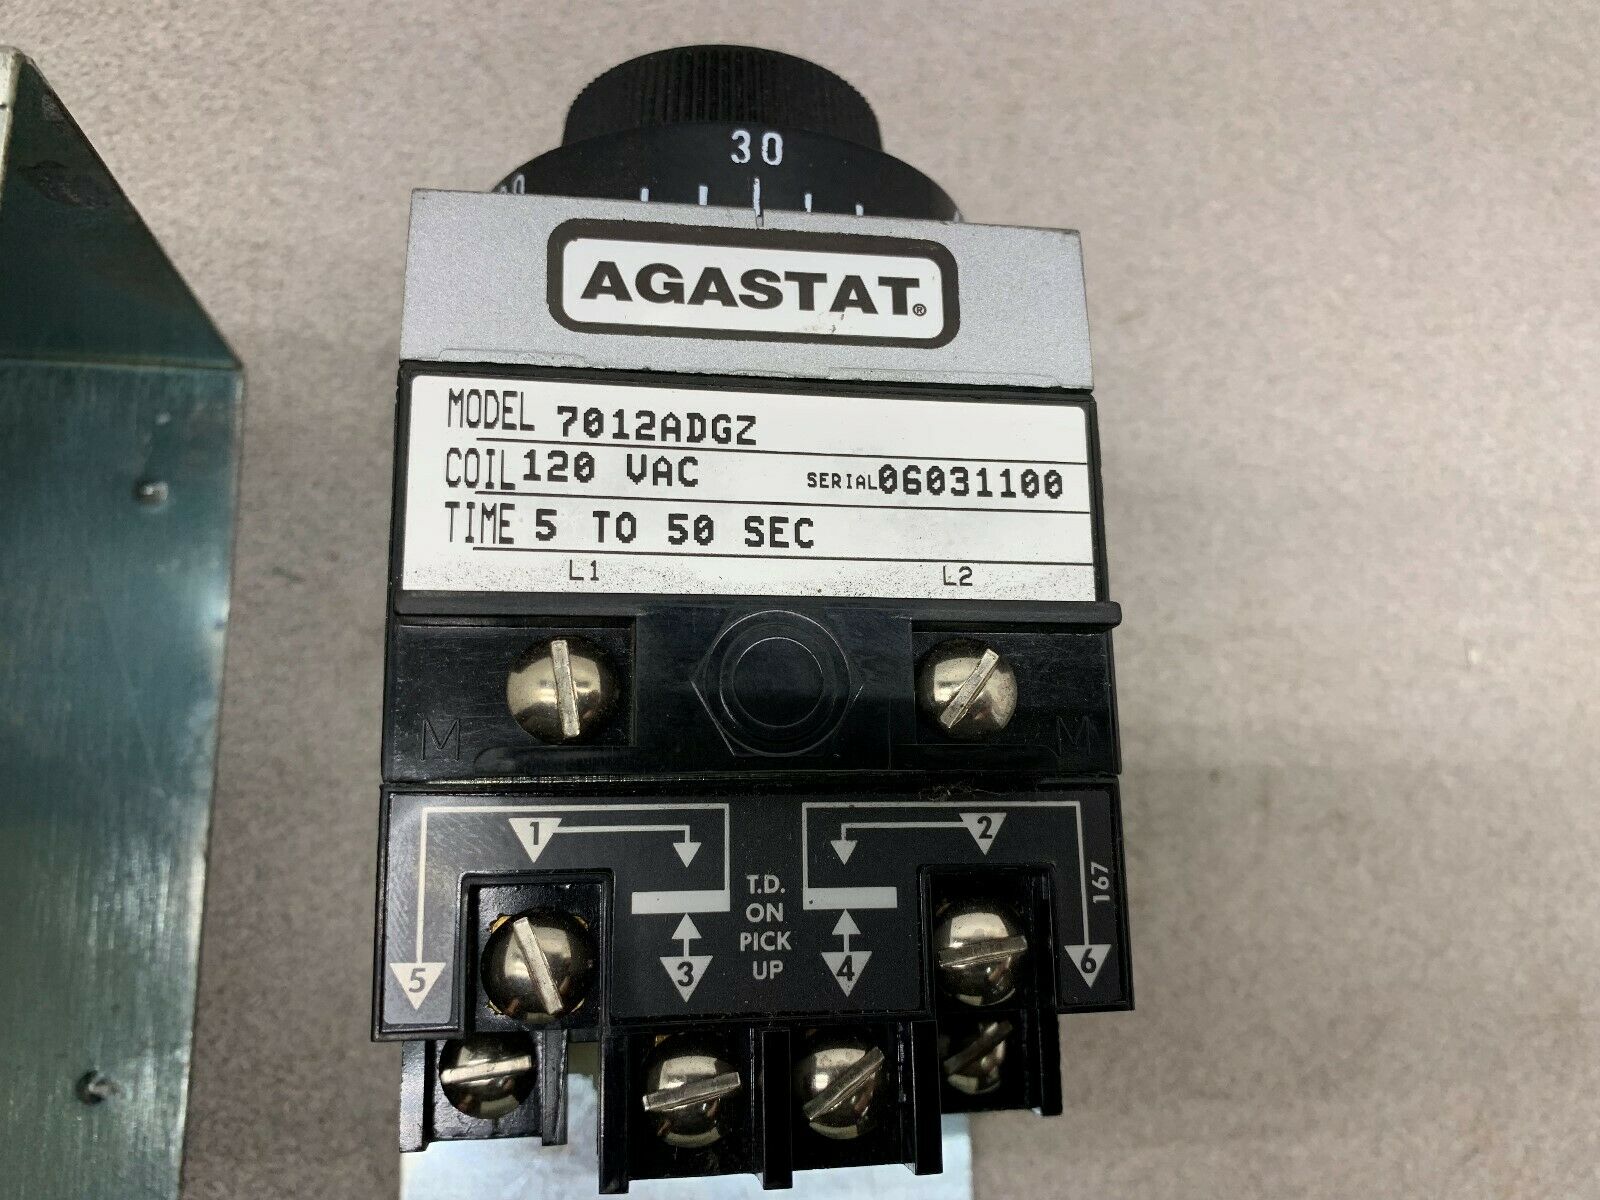 30
AGASTAT®
MODEL 7012ADGZ
COIL 120 VAC SERIAL 06031100
TIME 5 TO 50 SEC
L1 L2
M M
1 2
T.D.
ON
PICK
UP
167
5 3 4 6